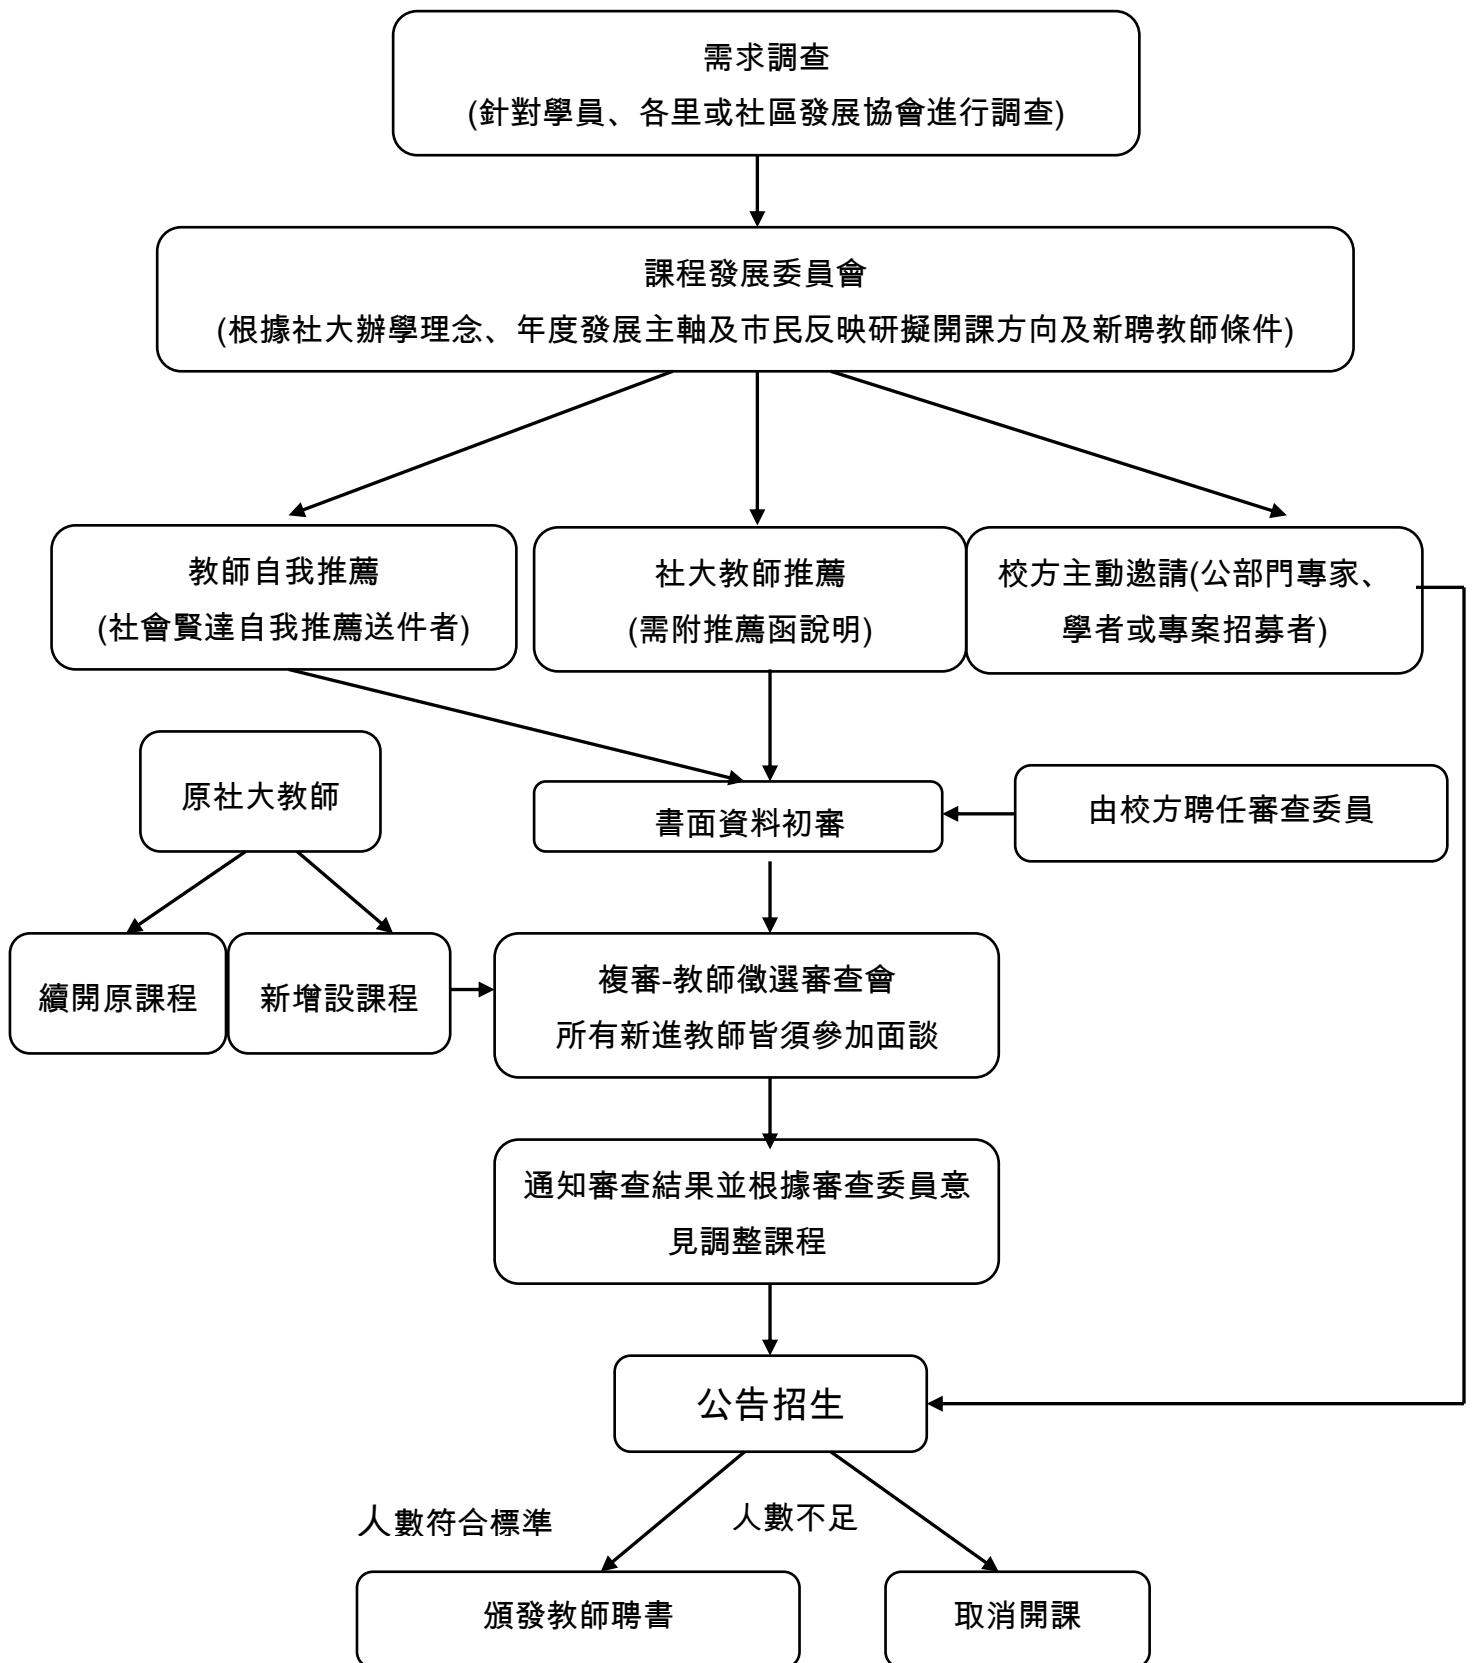 需求調查
(針對學員、各里或社區發展協會進行調查)
課程發展委員會
(根據社大辦學理念、年度發展主軸及市民反映研擬開課方向及新聘教師條件)
教師自我推薦
(社會賢達自我推薦送件者)
社大教師推薦
(需附推薦函說明)
校方主動邀請(公部門專家、
學者或專案招募者)
原社大教師
書面資料初審
由校方聘任審查委員
續開原課程
新增設課程
複審-教師徵選審查會
所有新進教師皆須參加面談
通知審查結果並根據審查委員意
見調整課程
公告招生
人數符合標準
人數不足
頒發教師聘書
取消開課